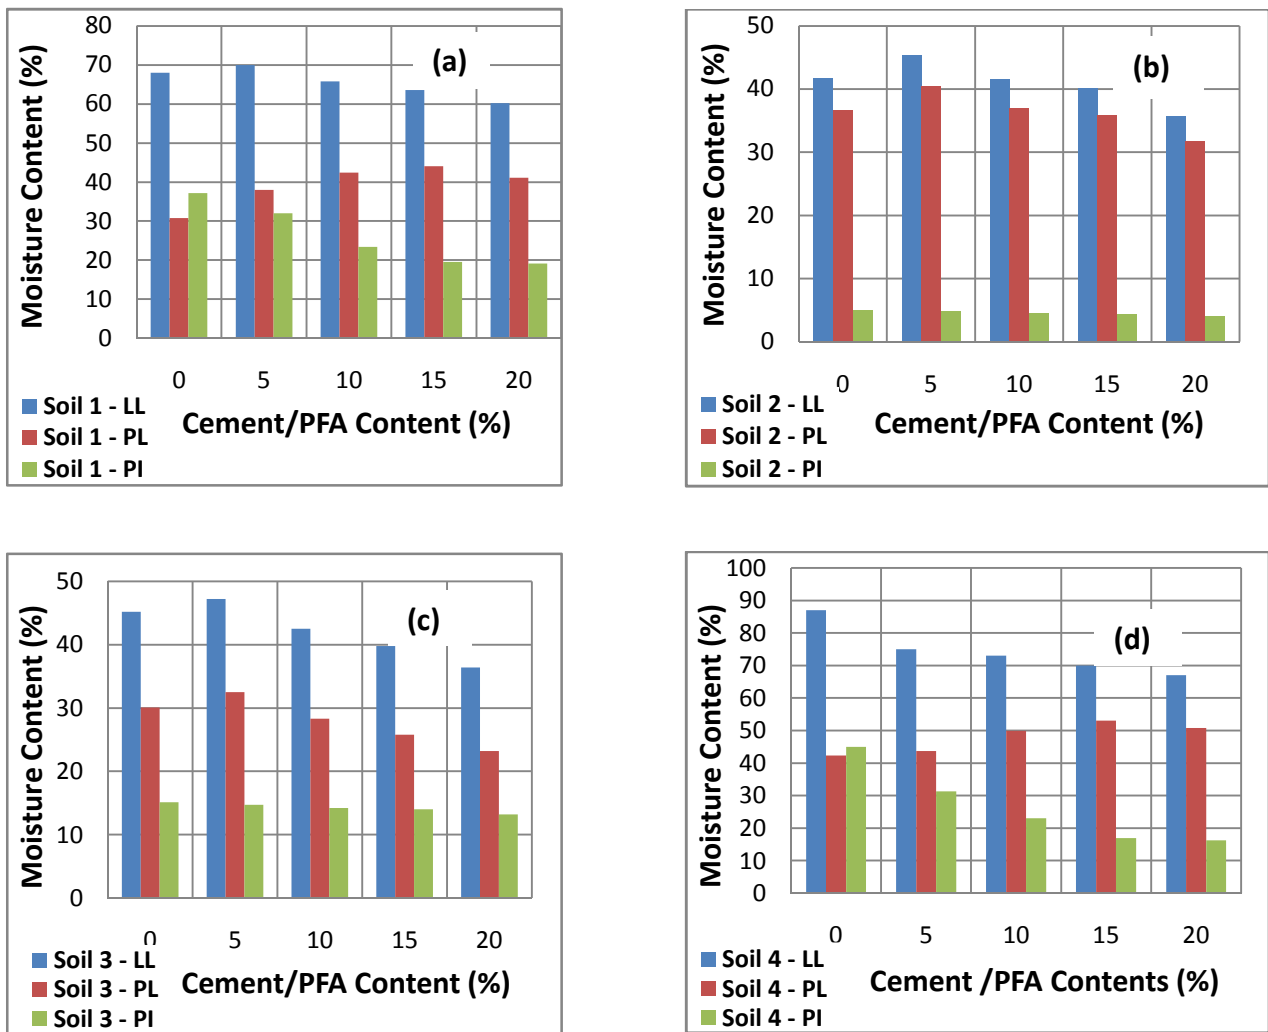 80
70
60
50
40
30
20
10
0
Moisture Content (%)
(a)
0 5 10 15 20
Cement/PFA Content (%)
Soil 1 - LL
Soil 1 - PL
Soil 1 - PI
50
40
30
20
10
0
Moisture Content (%)
(b)
0 5 10 15 20
Cement/PFA Content (%)
Soil 2 - LL
Soil 2 - PL
Soil 2 - PI
50
40
30
20
10
0
Moisture Content (%)
(c)
0 5 10 15 20
Cement/PFA Content (%)
Soil 3 - LL
Soil 3 - PL
Soil 3 - PI
100
90
80
70
60
50
40
30
20
10
0
Moisture Content (%)
(d)
0 5 10 15 20
Cement /PFA Contents (%)
Soil 4 - LL
Soil 4 - PL
Soil 4 - PI